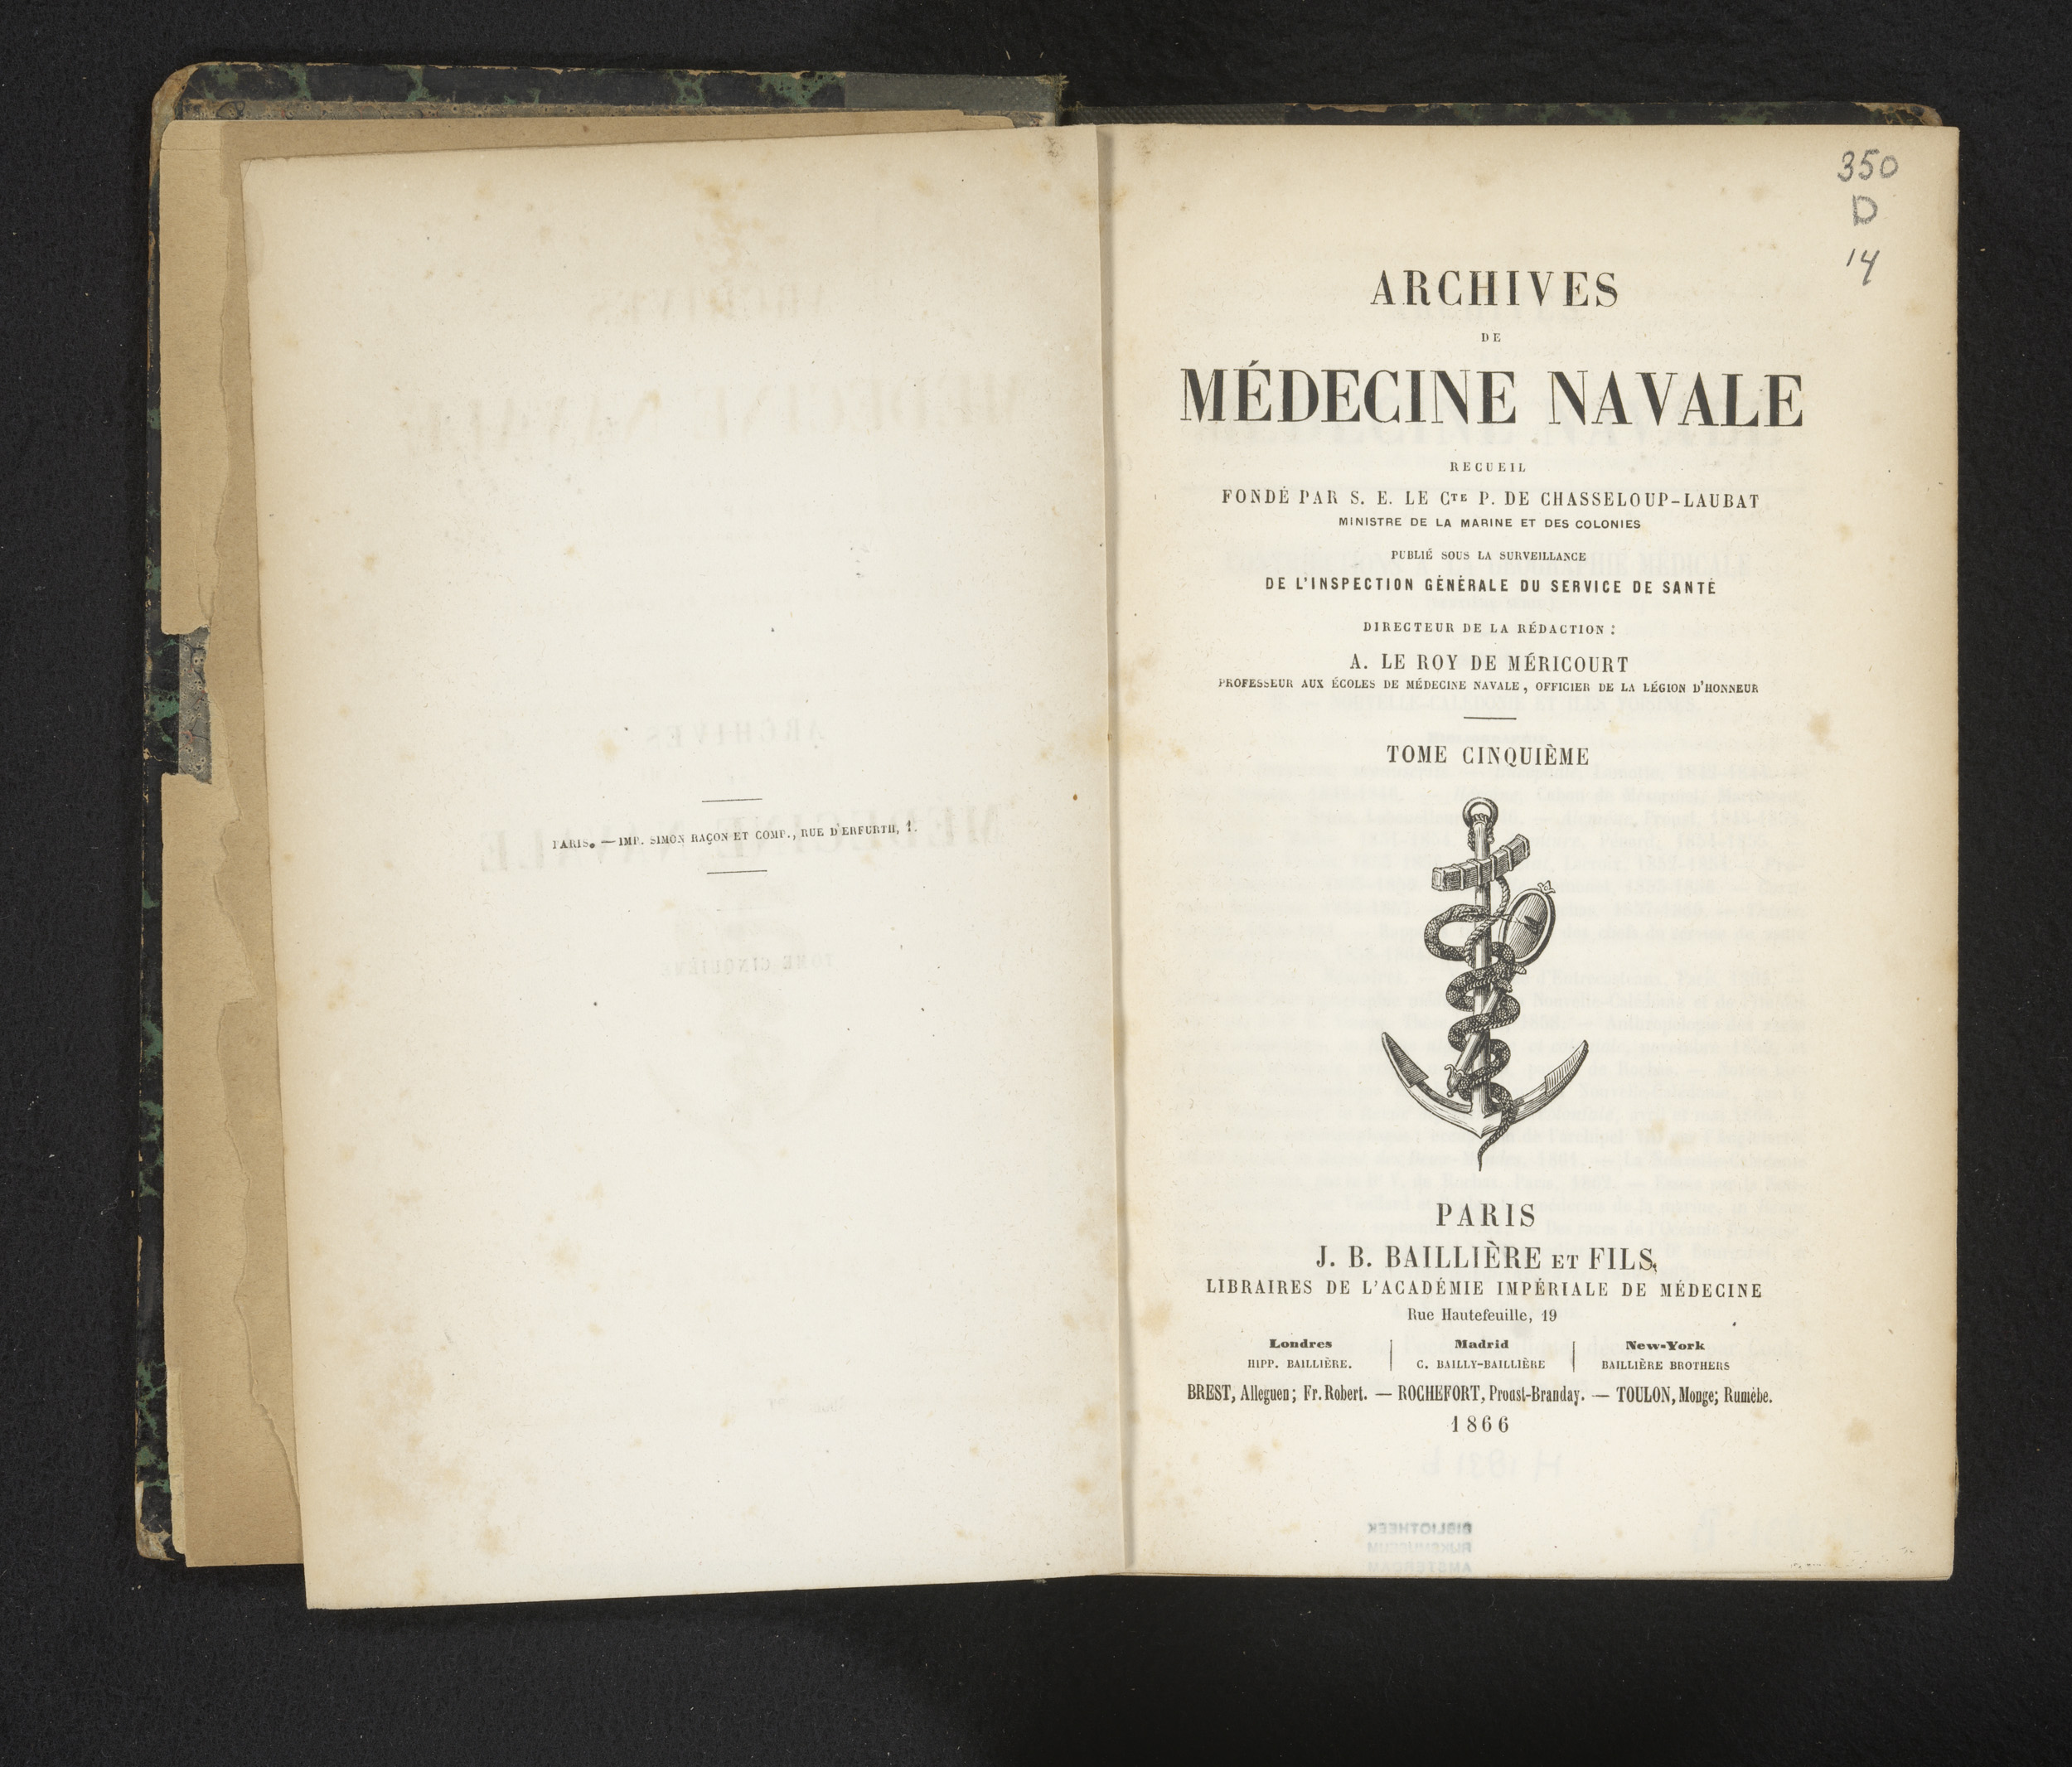 PARIS. — IMP. SIMON RAÇON ET COMP., RUE D'ERFURTH, 1.
350
D
14
ARCHIVES
DE
MÉDECINE NAVALE
RECUEIL
FONDÉ PAR S. E. LE CTE P. DE CHASSELOUP-LAUBAT
MINISTRE DE LA MARINE ET DES COLONIES
PUBLIÉ SOUS LA SURVEILLANCE
DE L'INSPECTION GÉNÉRALE DU SERVICE DE SANTÉ
DIRECTEUR DE LA RÉDACTION :
A. LE ROY DE MÉRICOURT
PROFESSEUR AUX ÉCOLES DE MÉDECINE NAVALE, OFFICIER DE LA LÉGION D'HONNEUR
TOME CINQUIÈME
PARIS
J. B. BAILLIÈRE ET FILS,
LIBRAIRES DE L'ACADÉMIE IMPÉRIALE DE MÉDECINE
Rue Hautefeuille, 19
Londres Madrid New-York
HIPP. BAILLIÈRE. C. BAILLY-BAILLIÈRE BAILLIÈRE BROTHERS
BREST, Alleguen; Fr. Robert. — ROCHEFORT, Proust-Branday. — TOULON, Monge; Rumèbe.
1866
BIBLIOTHEEK
RIJKSMUSEUM
AMSTERDAM